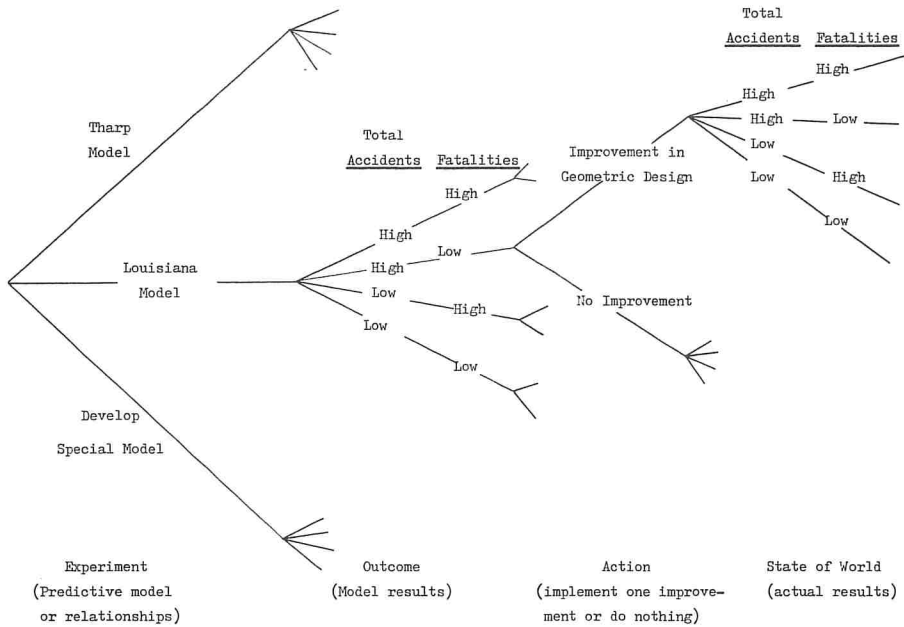 Total
Accidents Fatalities
High
High
High Low
Low
Low High
Low
Tharp
Model
Total
Accidents Fatalities
Improvement in
Geometric Design
High
High
Low
High
Louisiana
Model
Low
High
Low
Low
No Improvement
Develop
Special Model
Experiment
(Predictive model
or relationships)
Outcome
(Model results)
Action
(implement one improve-
ment or do nothing)
State of World
(actual results)